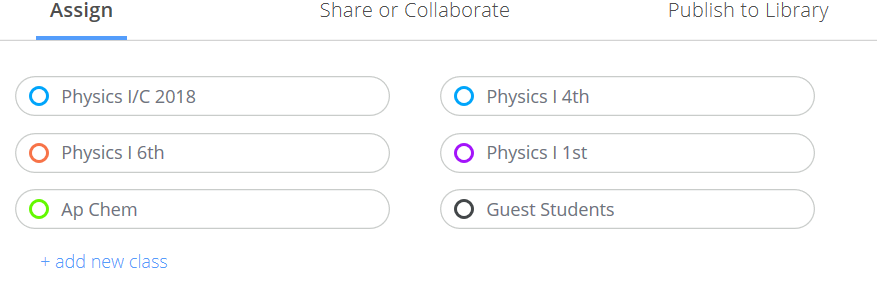 Assign Share or Collaborate Publish to Library
Physics I/C 2018 Physics I 4th
Physics I 6th Physics I 1st
Ap Chem Guest Students
+ add new class